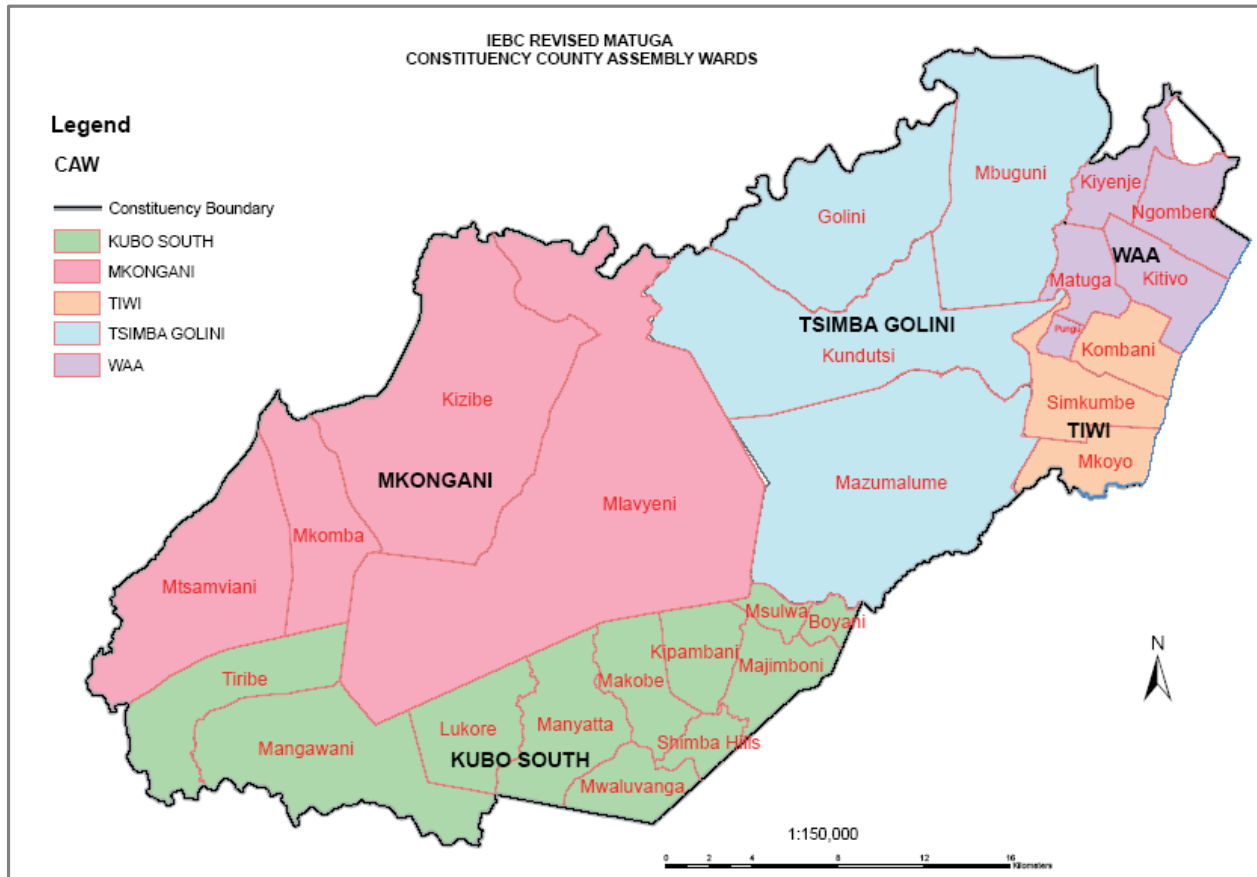 IEBC REVISED MATUGA
CONSTITUENCY COUNTY ASSEMBLY WARDS
Legend
CAW
Constituency Boundary
KUBO SOUTH
MKONGANI
TIWI
TSIMBA GOLINI
WAA
Mbuguni
Golini
Kiyenje
Ngombeni
WAA
Matuga
Kitivo
TSIMBA GOLINI
Kundutsi
Pungu
Kombani
Kizibe
Simkumbe
TIWI
Mkoyo
MKONGANI
Mazumalume
Mlavyeni
Mkomba
Mtsamviani
Msulwa
Boyani
Kipambani
Majimboni
Tiribe
Makobe
Lukore
Manyatta
Shimba Hills
Mangawani
KUBO SOUTH
Mwaluvanga
N
1:150,000
0 2 4 8 12 16
Kilometers